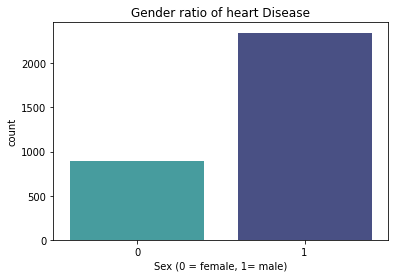 Gender ratio of heart Disease
2000
1500
1000
500
0
count
0
1
Sex (0 = female, 1= male)